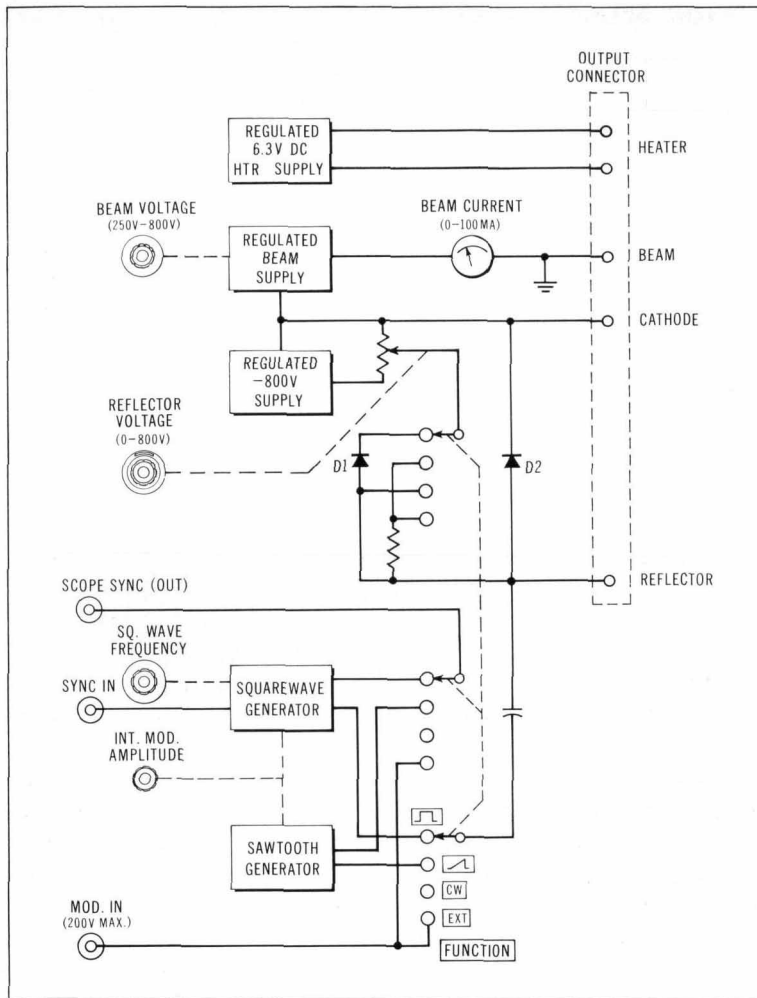 OUTPUT
CONNECTOR
REGULATED
6.3V DC
HTR SUPPLY
HEATER
BEAM VOLTAGE
(250V-800V)
REGULATED
BEAM
SUPPLY
BEAM CURRENT
(0-100MA)
BEAM
CATHODE
REGULATED
-800V
SUPPLY
REFLECTOR
VOLTAGE
(0-800V)
D1
D2
REFLECTOR
SCOPE SYNC (OUT)
SQ. WAVE
FREQUENCY
SYNC IN
SQUAREWAVE
GENERATOR
INT. MOD.
AMPLITUDE
SAWTOOTH
GENERATOR
CW
EXT
MOD. IN
(200V MAX.)
FUNCTION